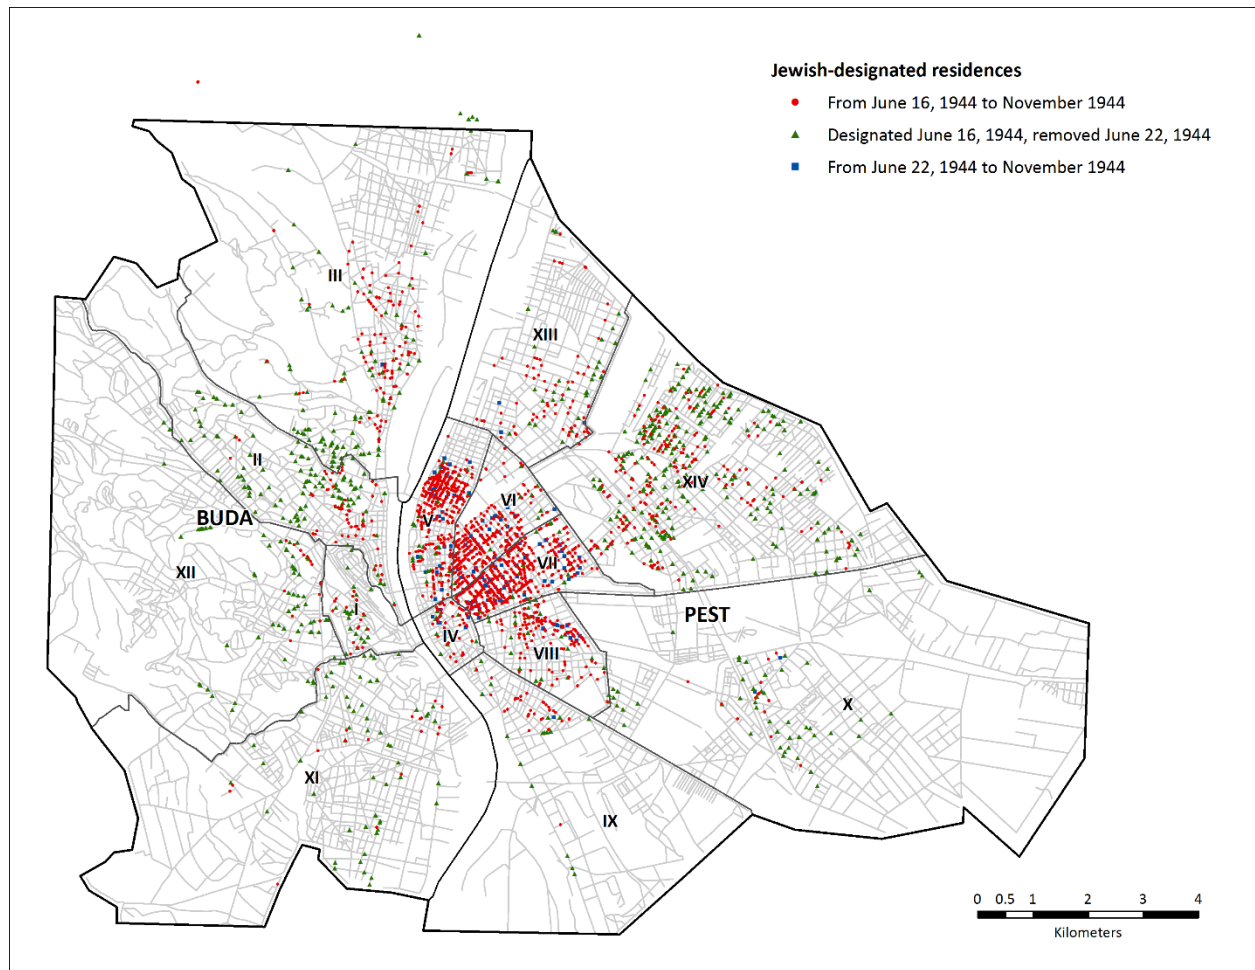 Jewish-designated residences
From June 16, 1944 to November 1944
Designated June 16, 1944, removed June 22, 1944
From June 22, 1944 to November 1944
III
XIII
II
VI
XIV
V
BUDA
VII
XII
I
PEST
IV
VIII
X
XI
IX
0 0.5 1 2 3 4
Kilometers